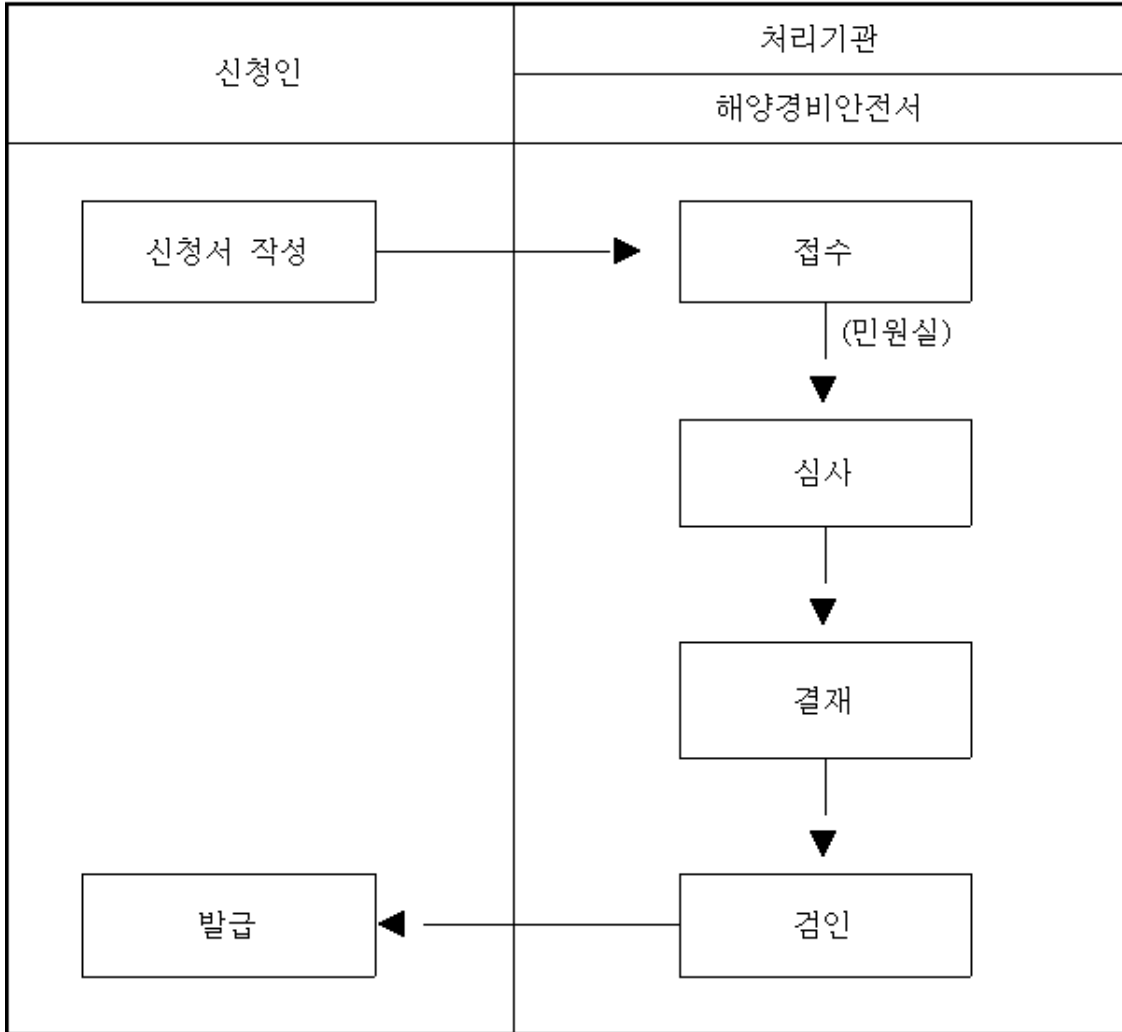 신청인
처리기관
해양경비안전서
신청서 작성
접수
(민원실)
심사
결재
발급
검인